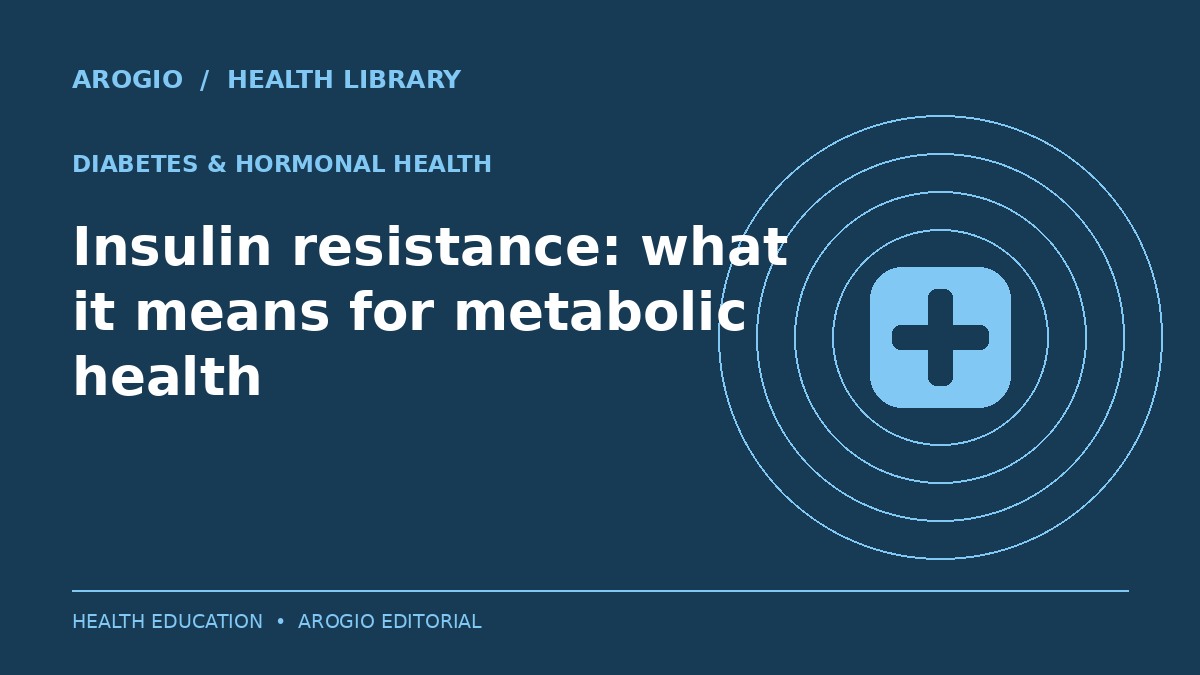 AROGIO / HEALTH LIBRARY
DIABETES & HORMONAL HEALTH
Insulin resistance: what
it means for metabolic
health
HEALTH EDUCATION • AROGIO EDITORIAL